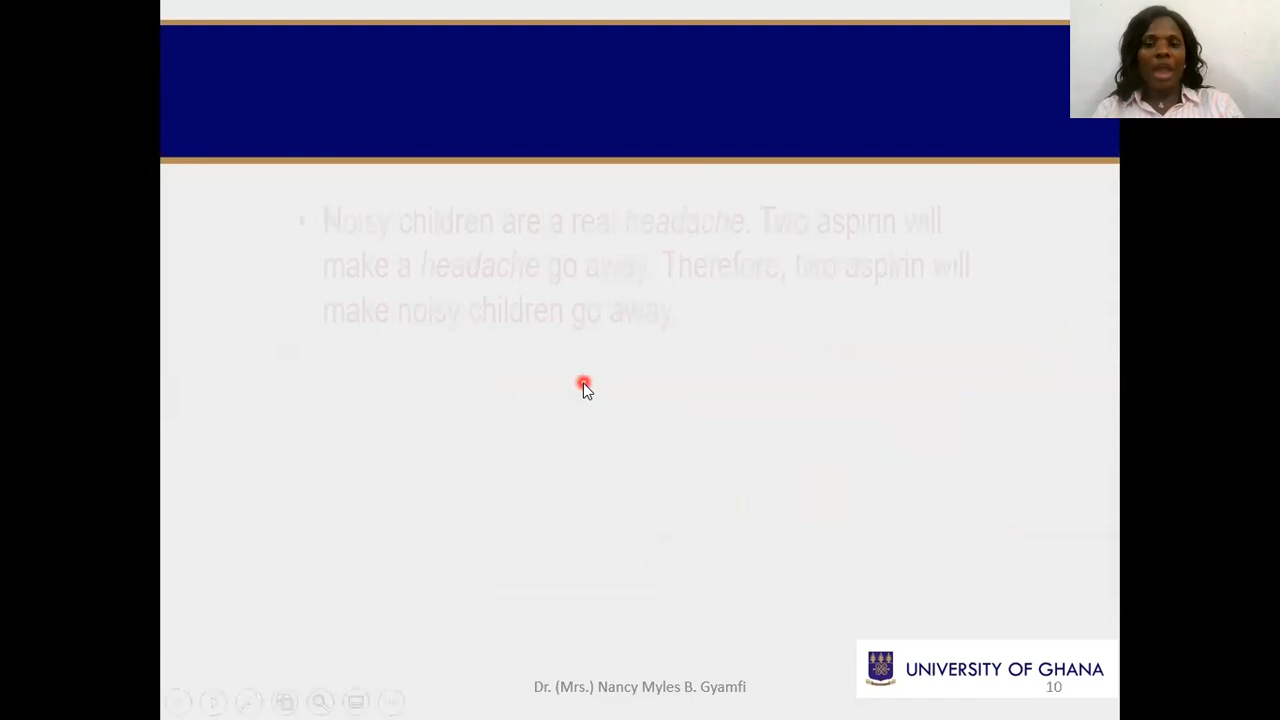 • Noisy children are a real headache. Two aspirin will
make a headache go away. Therefore, two aspirin will
make noisy children go away.
Dr. (Mrs.) Nancy Myles B. Gyamfi
UNIVERSITY OF GHANA
10